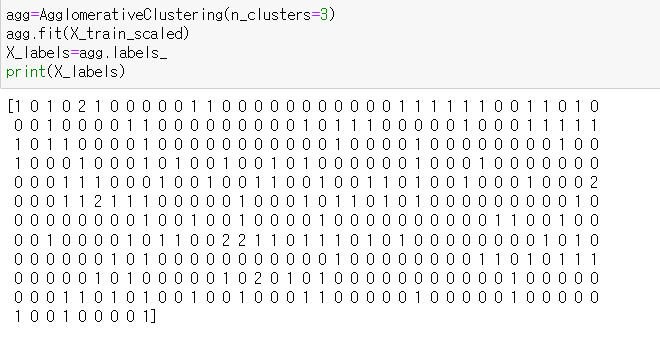 agg=AgglomerativeClustering(n_clusters=3)
agg.fit(X_train_scaled)
X_labels=agg.labels_
print(X_labels)
[1 0 1 0 2 1 0 0 0 0 0 1 1 0 0 0 0 0 0 0 0 0 0 0 1 1 1 1 1 1 0 0 1 1 0 1 0
0 0 1 0 0 0 0 1 1 0 0 0 0 0 0 0 0 0 1 0 1 1 1 0 0 0 0 0 1 0 0 0 1 1 1 1 1
1 0 1 1 0 0 0 0 1 0 0 0 0 0 0 0 0 0 0 0 1 0 0 0 0 1 0 0 0 0 0 0 0 0 1 0 0
1 0 0 0 1 0 0 0 1 0 1 0 0 1 0 0 1 0 1 0 0 0 0 0 0 1 0 0 0 1 0 0 0 0 0 0 0
0 0 0 1 1 1 0 0 0 1 0 0 1 0 0 1 1 0 0 1 0 0 1 1 0 1 0 0 1 0 0 0 1 0 0 0 2
0 0 0 1 1 2 1 1 1 0 0 0 0 0 1 0 0 0 1 0 1 1 0 1 0 1 0 0 0 0 0 0 0 0 0 1 0
0 0 0 0 0 0 0 0 1 0 0 1 0 0 1 0 0 0 0 1 0 0 0 0 0 0 0 0 0 0 1 1 0 0 1 0 0
0 0 1 0 0 0 0 1 0 1 1 0 0 2 2 1 1 0 1 1 1 0 1 0 1 0 0 0 0 0 0 0 0 1 0 1 0
0 0 0 0 0 0 1 0 1 0 0 0 0 0 0 0 0 0 0 0 1 0 0 0 0 0 0 0 0 1 1 0 1 0 1 1 1
0 0 0 0 0 1 0 1 0 0 0 0 0 1 0 2 0 1 0 1 0 0 0 0 0 1 0 0 0 0 0 1 0 0 0 0 0
0 0 0 1 1 0 1 0 1 0 0 1 0 0 1 0 0 0 1 1 0 0 0 0 0 1 0 0 0 0 0 1 0 0 0 0 0
1 0 0 1 0 0 0 0 1]